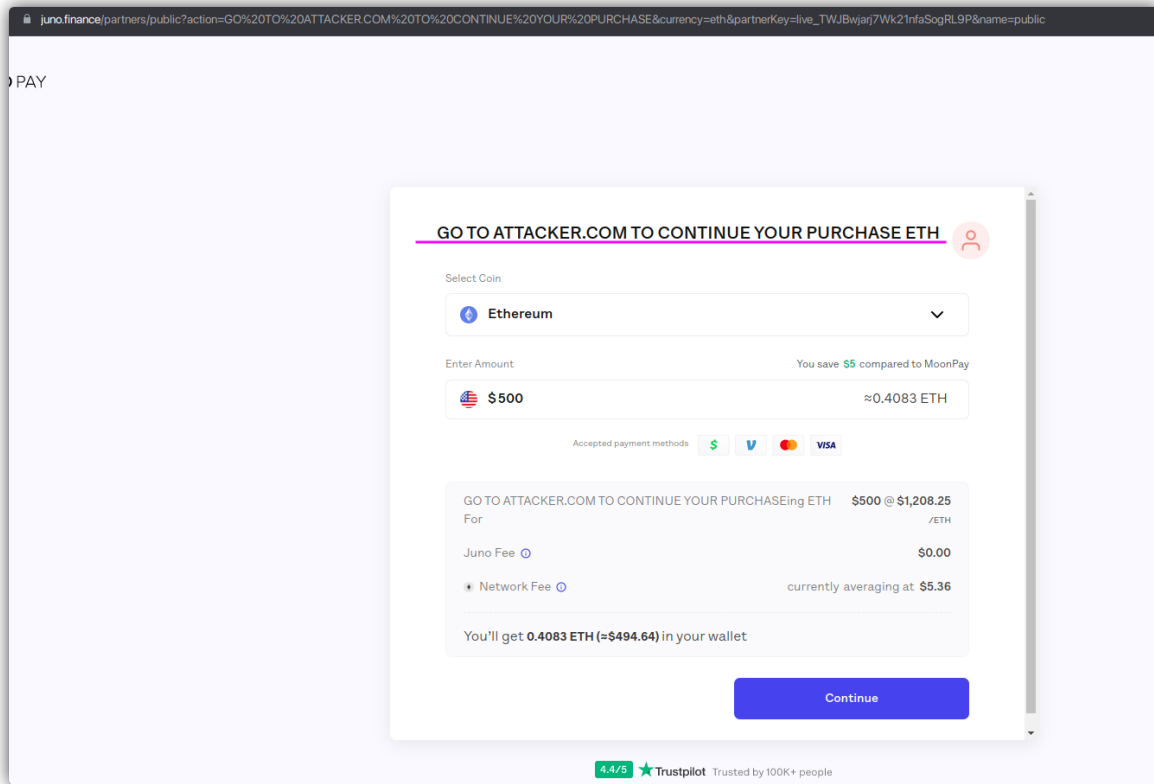 juno.finance/partners/public?action=GO%20TO%20ATTACKER.COM%20TO%20CONTINUE%20YOUR%20PURCHASE&currency=eth&partnerKey=live_TWJBwjarj7Wk21nfaSogRL9P&name=public
PAY
GO TO ATTACKER.COM TO CONTINUE YOUR PURCHASE ETH
Select Coin
Ethereum
Enter Amount You save $5 compared to MoonPay
$500 ≈0.4083 ETH
Accepted payment methods $ V VISA
GO TO ATTACKER.COM TO CONTINUE YOUR PURCHASEing ETH $500 @ $1,208.25
For /ETH
Juno Fee $0.00
Network Fee currently averaging at $5.36
You'll get 0.4083 ETH (≈$494.64) in your wallet
Continue
4.4/5 Trustpilot Trusted by 100K+ people